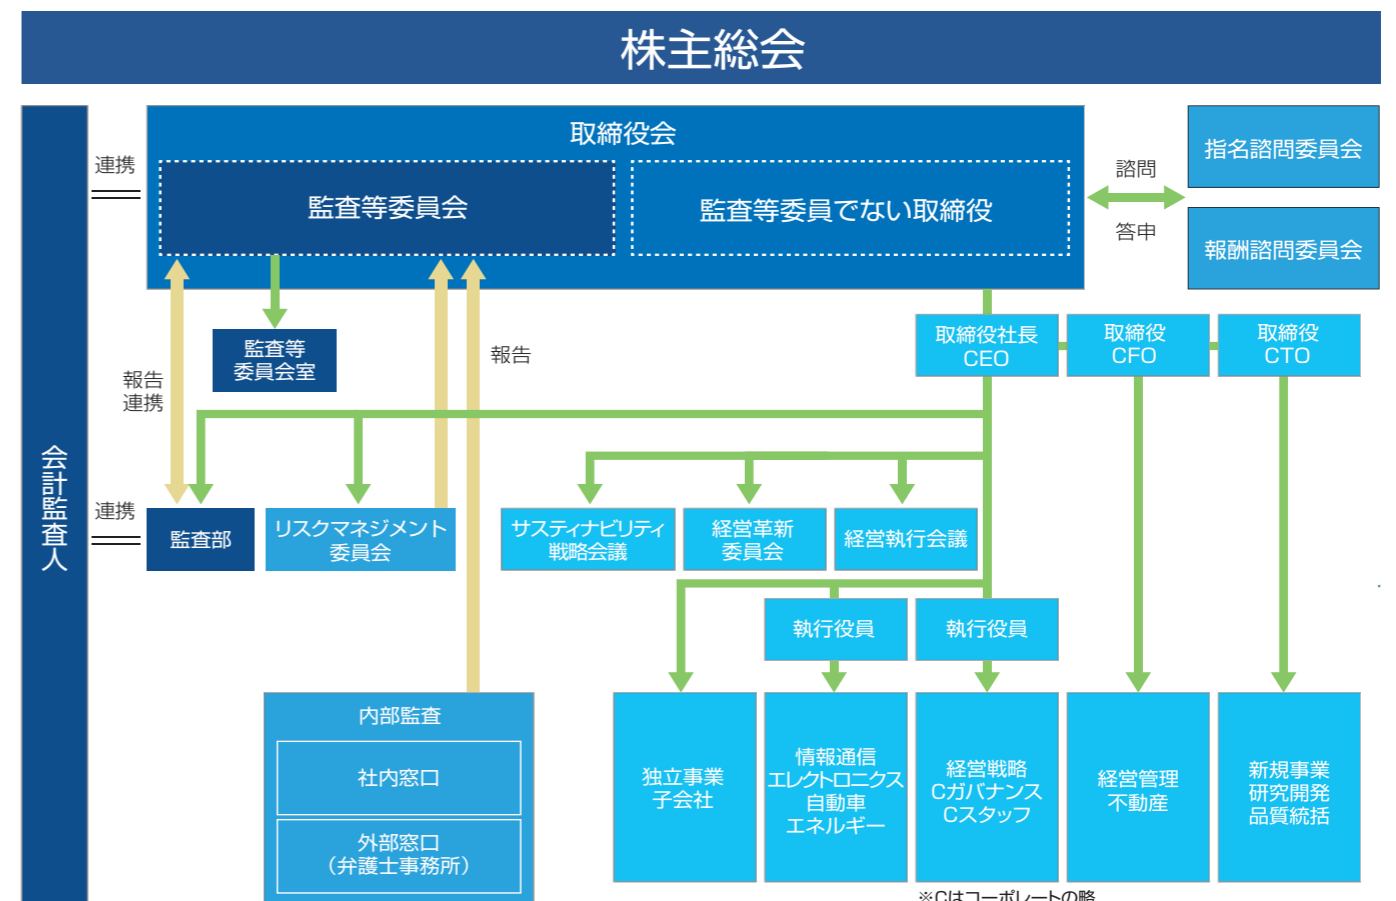 株主総会
取締役会
連携
監査等委員会
監査等委員でない取締役
諮問
答申
指名諮問委員会
報酬諮問委員会
監査等
委員会室
報告
報告
連携
取締役社長
CEO
取締役
CFO
取締役
CTO
会計監査人
連携
監査部
リスクマネジメント
委員会
サスティナビリティ
戦略会議
経営革新
委員会
経営執行会議
執行役員
執行役員
内部監査
社内窓口
外部窓口
（弁護士事務所）
独立事業
子会社
情報通信
エレクトロニクス
自動車
エネルギー
経営戦略
Cガバナンス
Cスタッフ
経営管理
不動産
新規事業
研究開発
品質統括
※Cはコーポレートの略